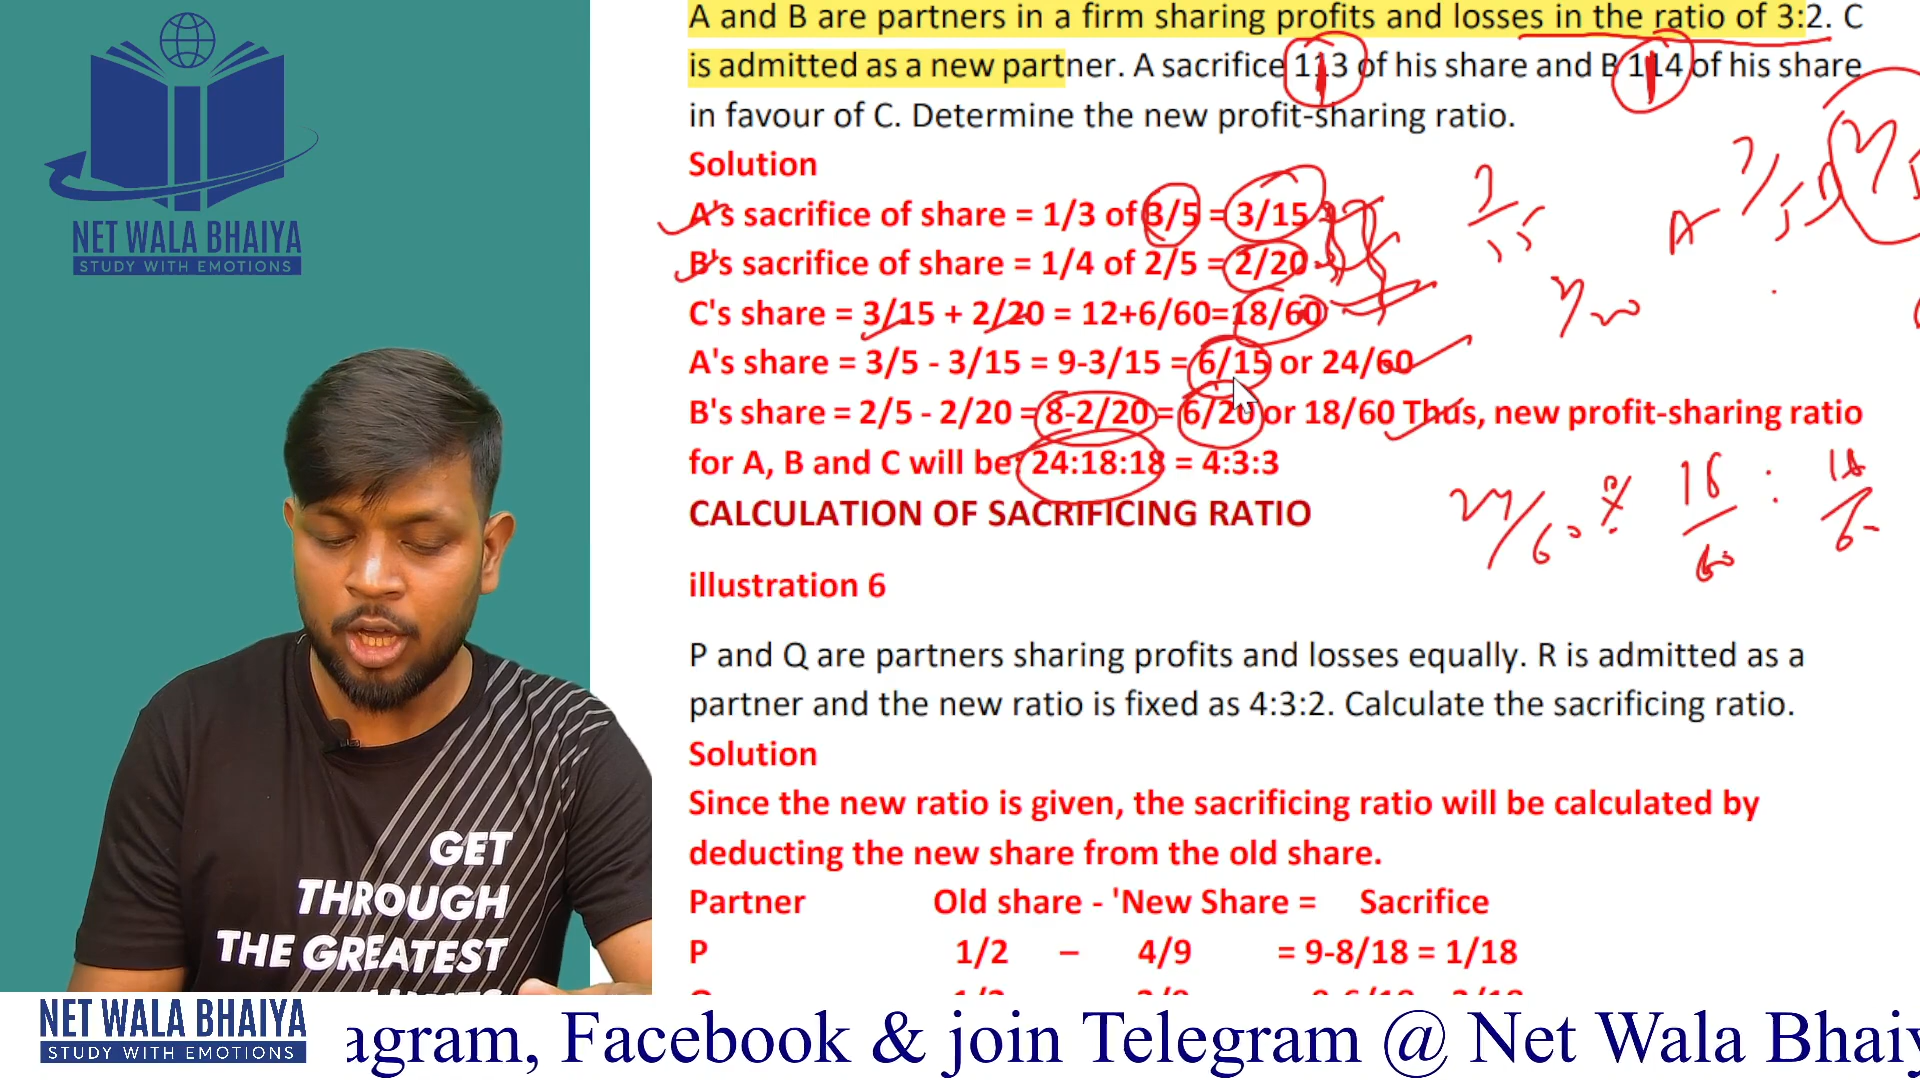 A and B are partners in a firm sharing profits and losses in the ratio of 3:2. C
is admitted as a new partner. A sacrifice 113 of his share and B 114 of his share
in favour of C. Determine the new profit-sharing ratio.
Solution
A's sacrifice of share = 1/3 of 3/5 = 3/15
B's sacrifice of share = 1/4 of 2/5 = 2/20
C's share = 3/15 + 2/20 = 12+6/60=18/60
A's share = 3/5 - 3/15 = 9-3/15 = 6/15 or 24/60
B's share = 2/5 - 2/20 = 8-2/20 = 6/20 or 18/60 Thus, new profit-sharing ratio
for A, B and C will be 24:18:18 = 4:3:3
CALCULATION OF SACRIFICING RATIO
illustration 6
P and Q are partners sharing profits and losses equally. R is admitted as a
partner and the new ratio is fixed as 4:3:2. Calculate the sacrificing ratio.
Solution
Since the new ratio is given, the sacrificing ratio will be calculated by
deducting the new share from the old share.
Partner Old share - 'New Share = Sacrifice
P 1/2 – 4/9 = 9-8/18 = 1/18
NET WALA BHAIYA
STUDY WITH EMOTIONS
GET
THROUGH
THE GREATEST
NET WALA BHAIYA
STUDY WITH EMOTIONS
agram, Facebook & join Telegram @ Net Wala Bhaiy